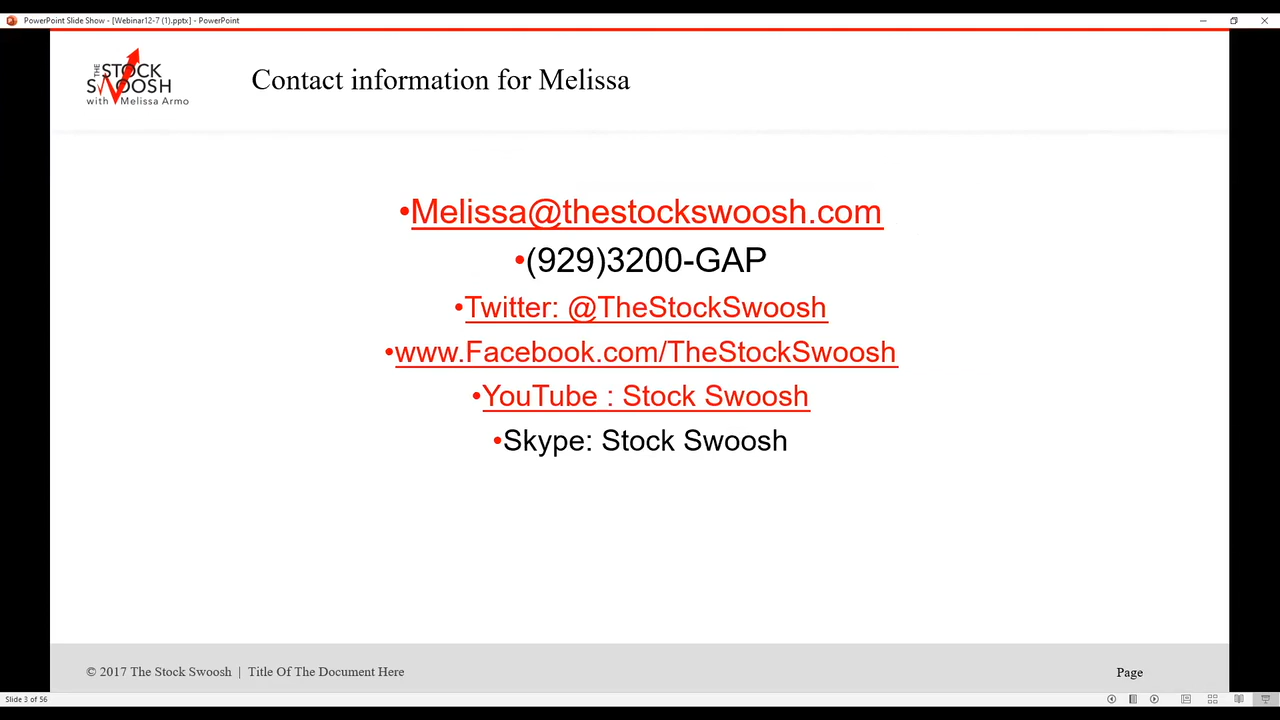 PowerPoint Slide Show - [Webinar12-7 (1).pptx] - PowerPoint
THE STOCK
SWOOSH
with Melissa Armo
Contact information for Melissa
•Melissa@thestockswoosh.com
•(929)3200-GAP
•Twitter: @TheStockSwoosh
•www.Facebook.com/TheStockSwoosh
•YouTube : Stock Swoosh
•Skype: Stock Swoosh
© 2017 The Stock Swoosh | Title Of The Document Here
Page
Slide 3 of 56